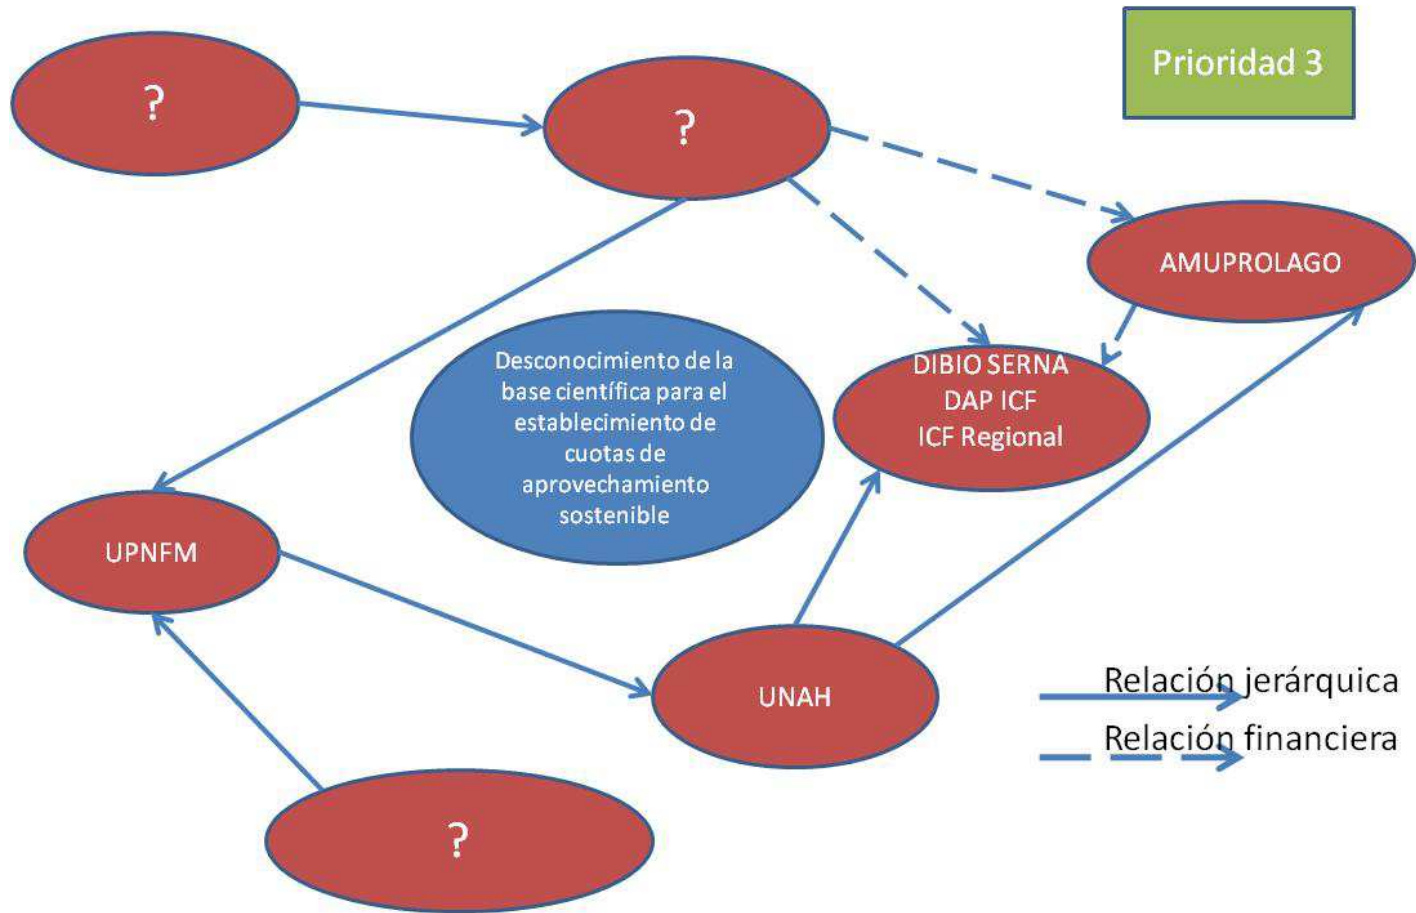 ?
?
Prioridad 3
AMUPROLAGO
Desconocimiento de la
base científica para el
establecimiento de
cuotas de
aprovechamiento
sostenible
DIBIO SERNA
DAP ICF
ICF Regional
UPNFM
UNAH
Relación jerárquica
Relación financiera
?